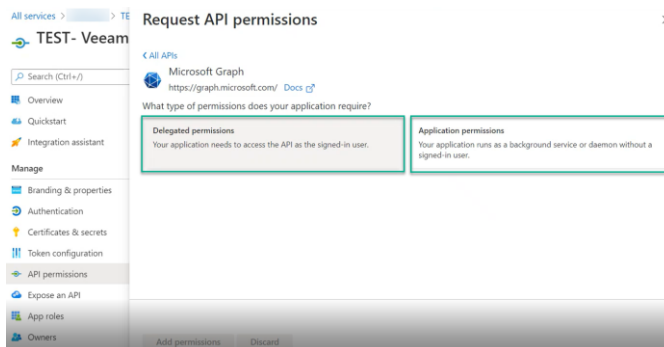 All services >
> TE
TEST- Veeam
Search (Ctrl+/)
Overview
Quickstart
Integration assistant
Manage
Branding & properties
Authentication
Certificates & secrets
Token configuration
API permissions
Expose an API
App roles
Owners
Request API permissions
All APIs
Microsoft Graph
https://graph.microsoft.com/ Docs
What type of permissions does your application require?
Delegated permissions
Your application needs to access the API as the signed-in user.
Application permissions
Your application runs as a background service or daemon without a
signed-in user.
Add permissions Discard